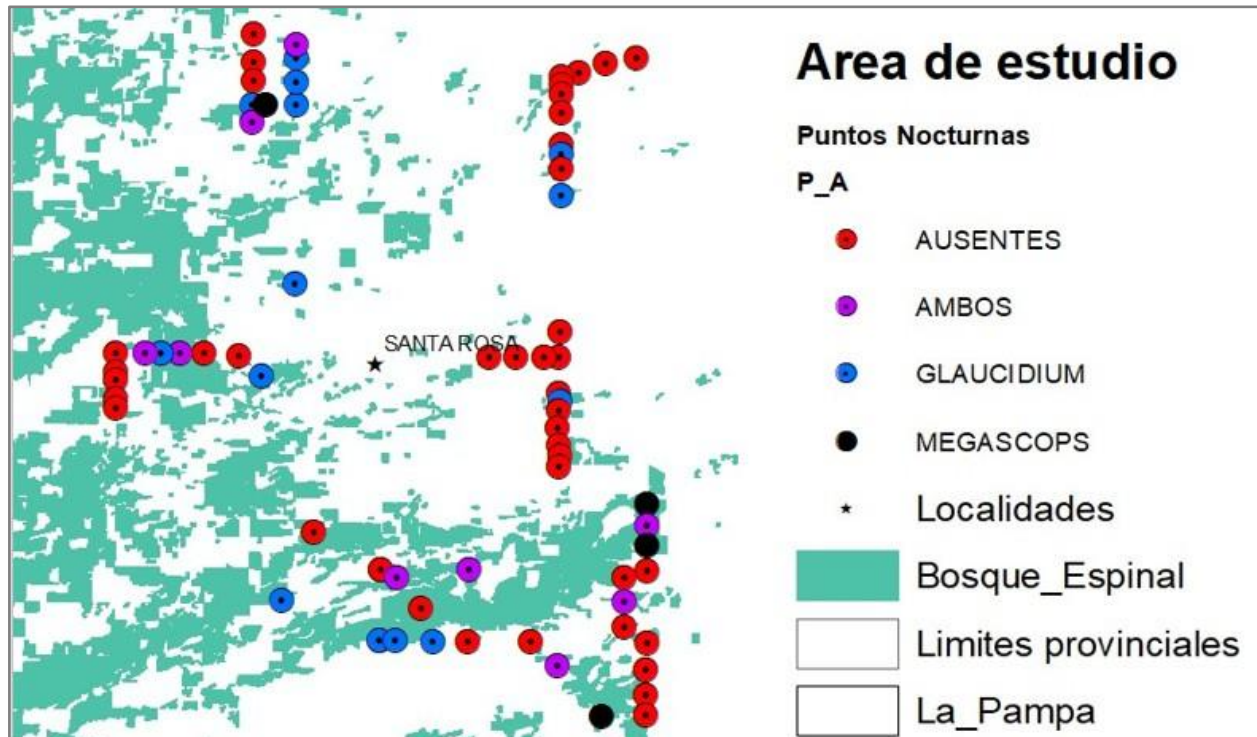 Area de estudio
Puntos Nocturnas
P_A
AUSENTES
AMBOS
GLAUCIDIUM
MEGASCOPS
Localidades
Bosque_Espinal
Limites provinciales
La_Pampa
SANTA ROSA